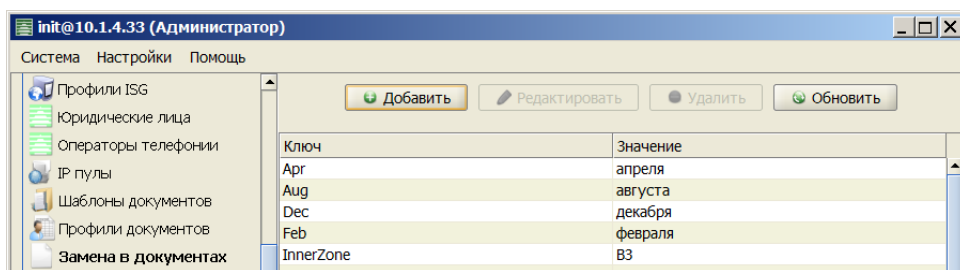 init@10.1.4.33 (Администратор)
Система Настройки Помощь
Профили ISG
Юридические лица
Операторы телефонии
IP пулы
Шаблоны документов
Профили документов
Замена в документах
Добавить Редактировать Удалить Обновить
Ключ Значение
Apr апреля
Aug августа
Dec декабря
Feb февраля
InnerZone ВЗ